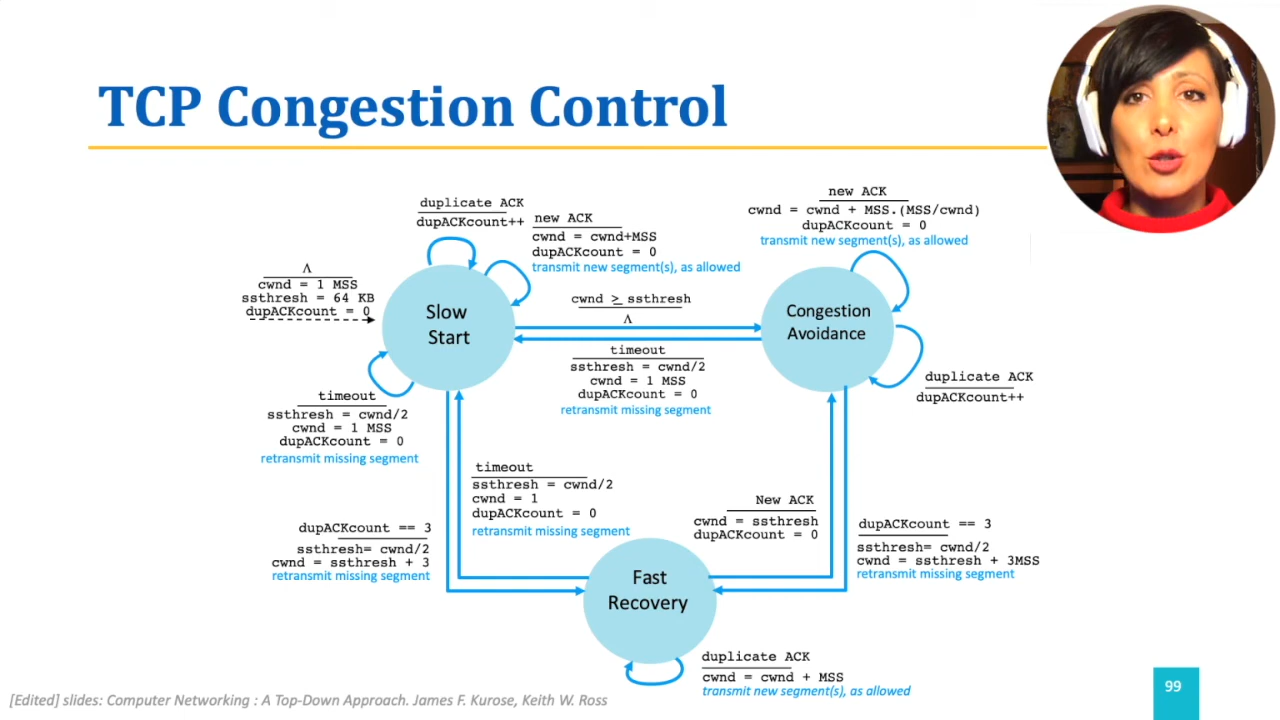 TCP Congestion Control
duplicate ACK
dupACKcount++
new ACK
cwnd = cwnd+MSS
dupACKcount = 0
transmit new segment(s), as allowed
new ACK
cwnd = cwnd + MSS.(MSS/cwnd)
dupACKcount = 0
transmit new segment(s), as allowed
Λ
cwnd = 1 MSS
ssthresh = 64 KB
dupACKcount = 0
Slow
Start
cwnd ≥ ssthresh
Λ
Congestion
Avoidance
timeout
ssthresh = cwnd/2
cwnd = 1 MSS
dupACKcount = 0
retransmit missing segment
duplicate ACK
dupACKcount++
timeout
ssthresh = cwnd/2
cwnd = 1 MSS
dupACKcount = 0
retransmit missing segment
timeout
ssthresh = cwnd/2
cwnd = 1
dupACKcount = 0
retransmit missing segment
New ACK
cwnd = ssthresh
dupACKcount = 0
dupACKcount == 3
ssthresh= cwnd/2
cwnd = ssthresh + 3
retransmit missing segment
dupACKcount == 3
ssthresh= cwnd/2
cwnd = ssthresh + 3MSS
retransmit missing segment
Fast
Recovery
duplicate ACK
cwnd = cwnd + MSS
transmit new segment(s), as allowed
[Edited] slides: Computer Networking : A Top-Down Approach. James F. Kurose, Keith W. Ross
99